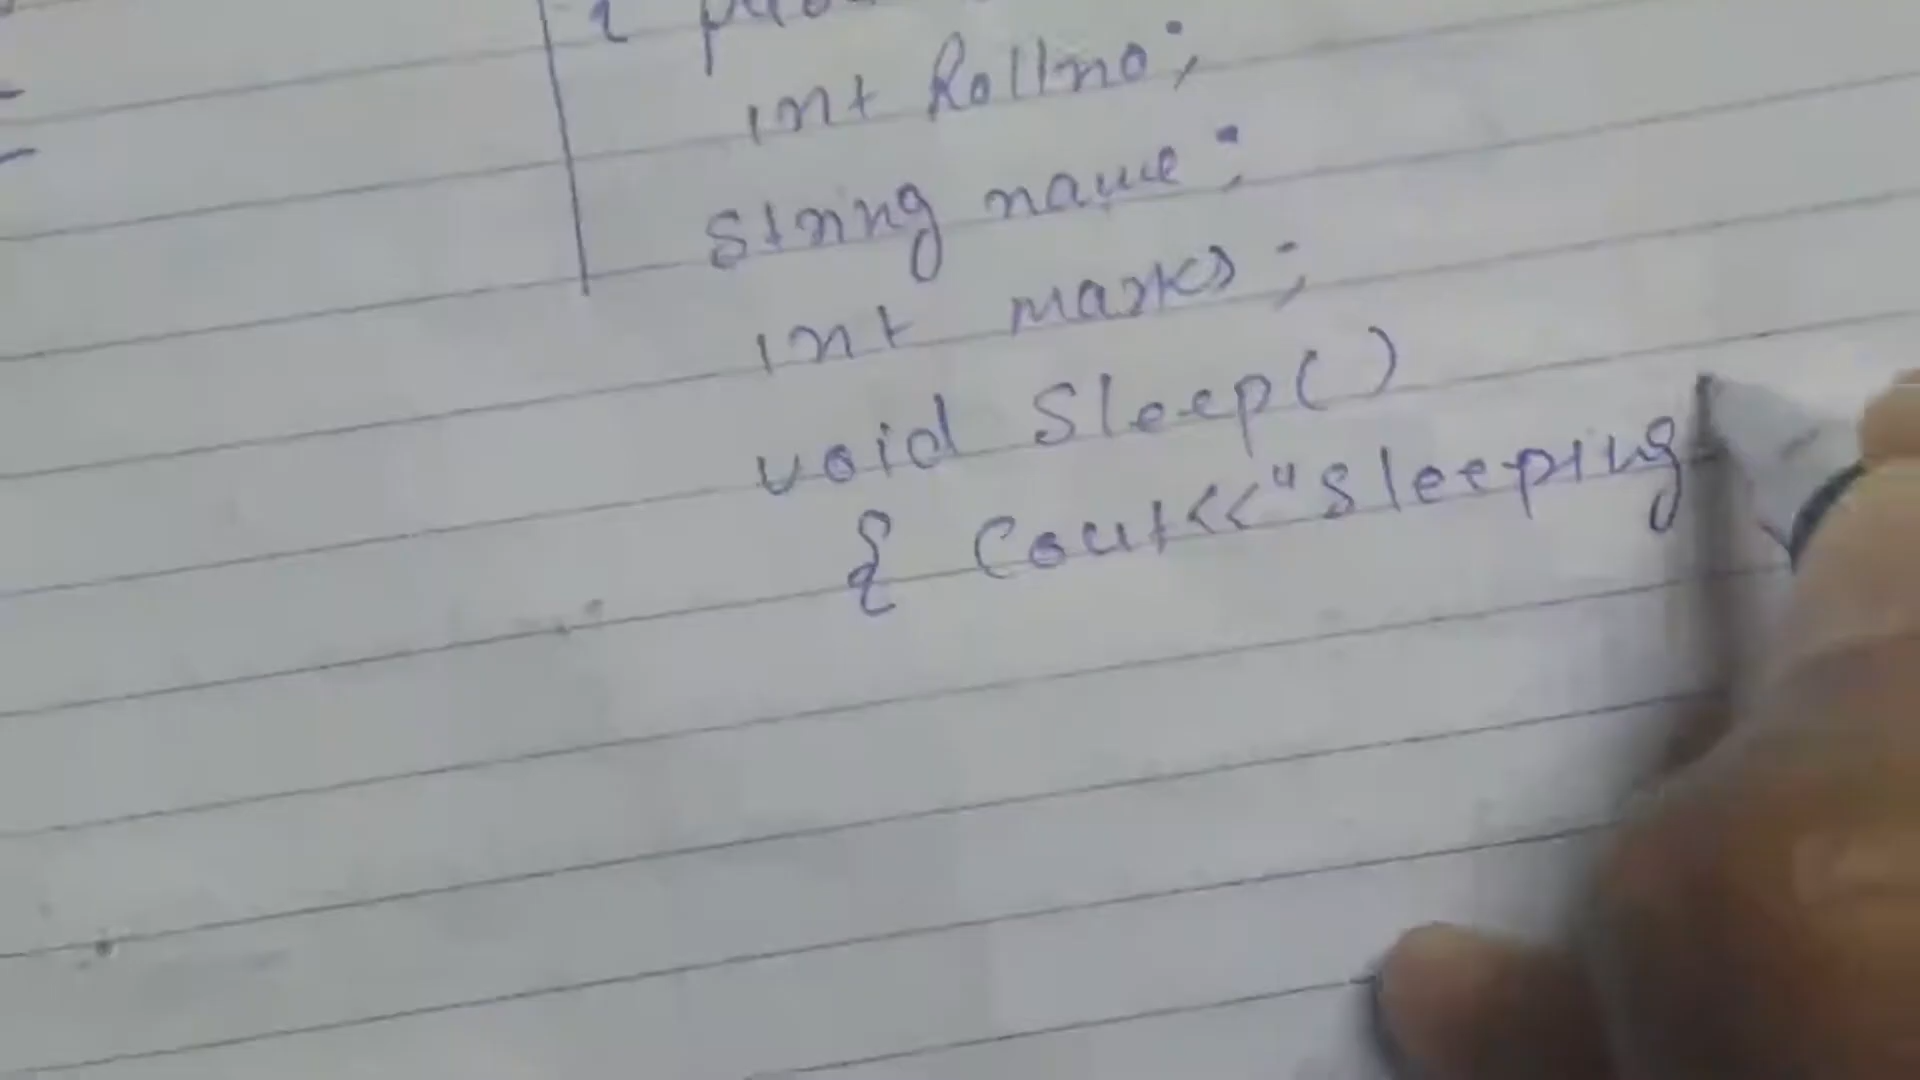 {
int Rollno;
string name;
int marks;
void Sleep()
{ Cout<<"Sleeping